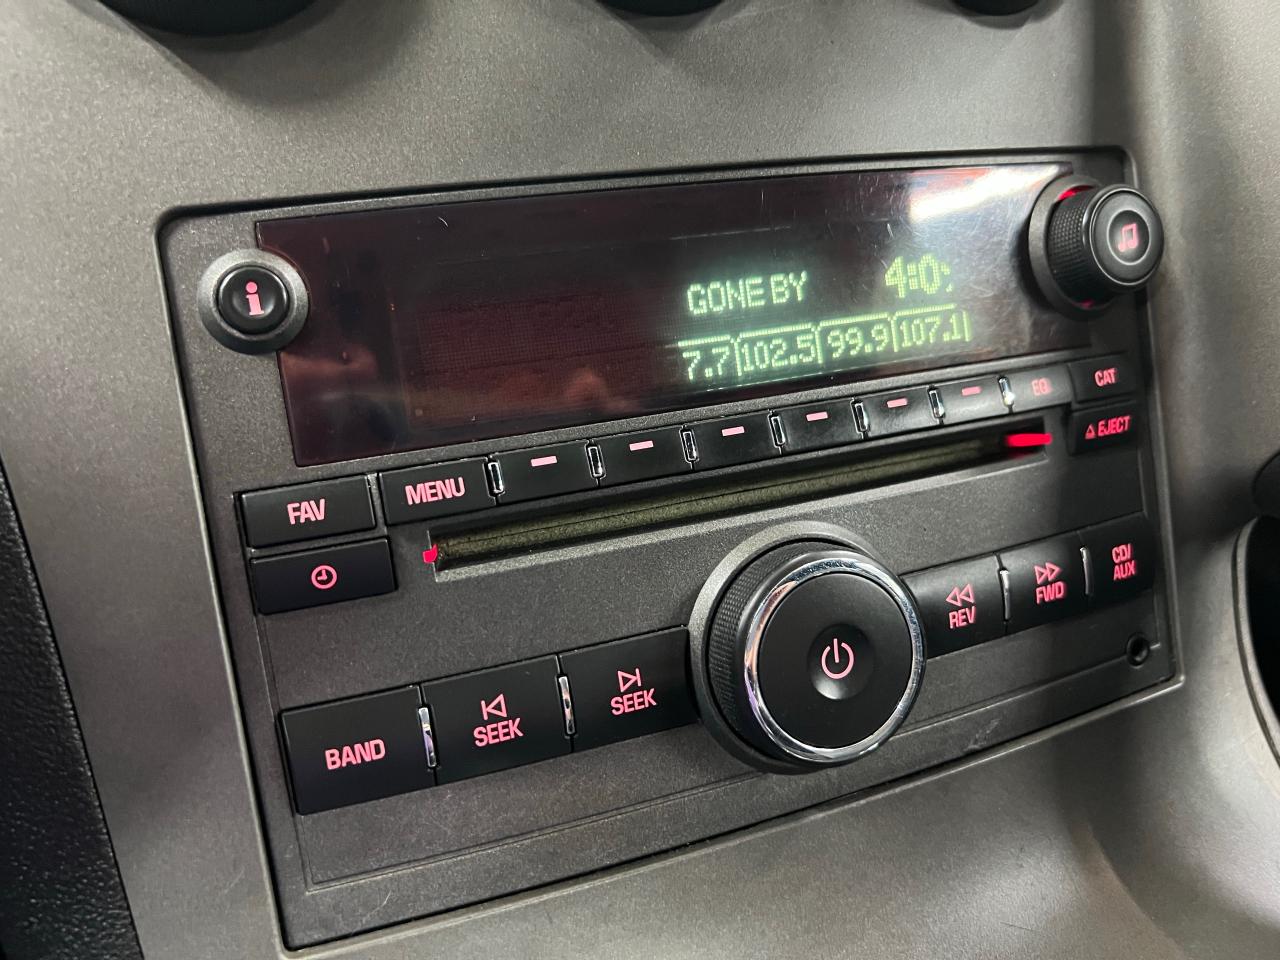 i
GONE BY 4:0
7.7 102.5 99.9 107.1
EQ CAT
EJECT
FAV MENU
REV FWD CD/AUX
BAND SEEK SEEK